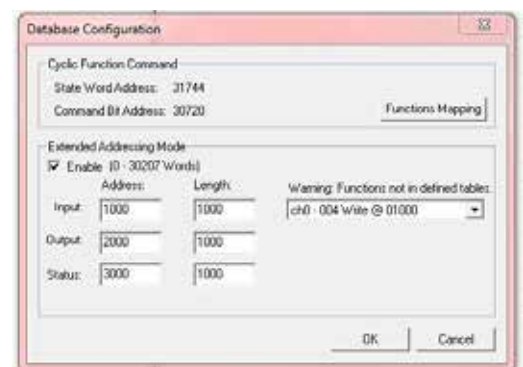 Database Configuration
Cyclic Function Command
State Word Address: 31744
Command Bit Address: 30720
Functions Mapping
Extended Addressing Mode
Enable (0 - 30207 Words)
Address: Length:
Warning: Functions not in defined tables.
Input: 1000 1000
ch0 - 004 Write @ 01000
Output: 2000 1000
Status: 3000 1000
OK Cancel